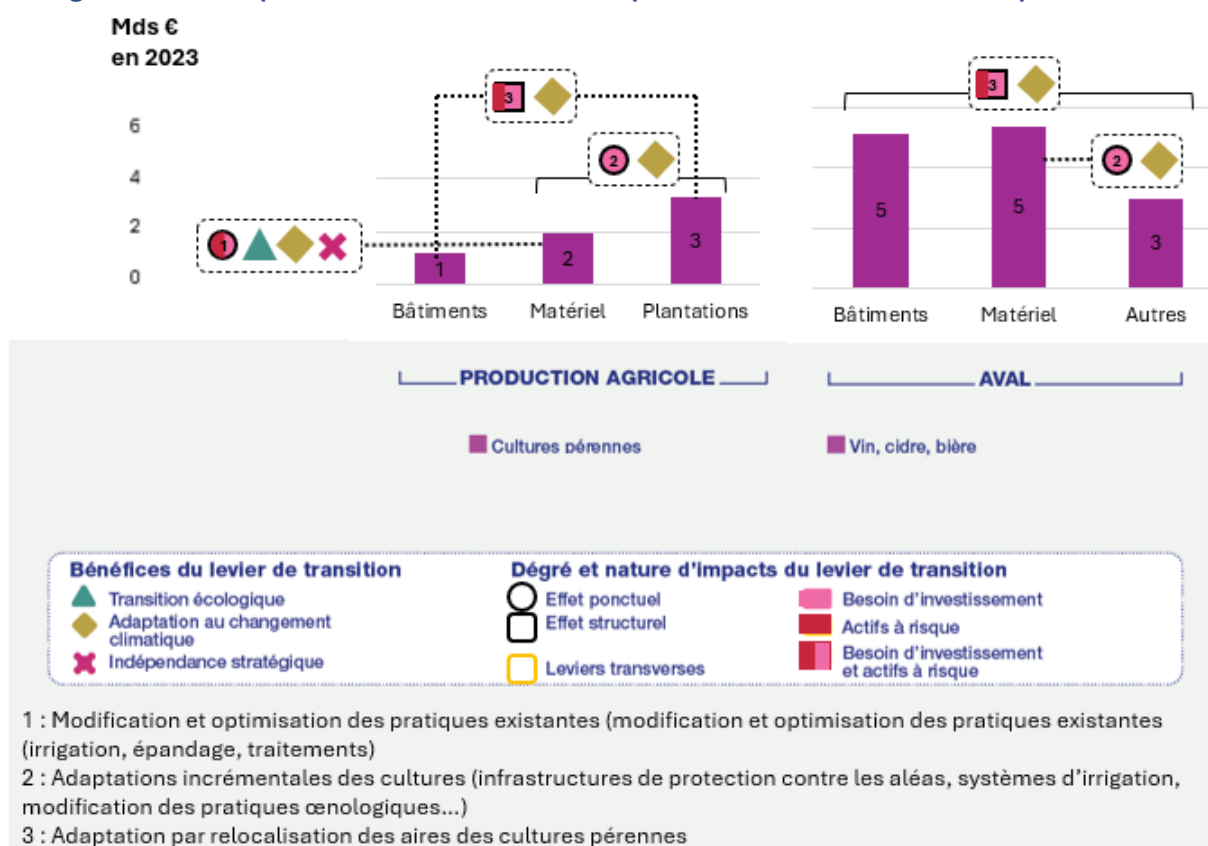 Mds €
en 2023
6
4
2
0
3
2
1
1
2
3
Bâtiments
Matériel
Plantations
3
2
5
5
3
Bâtiments
Matériel
Autres
PRODUCTION AGRICOLE
AVAL
Cultures pérennes
Vin, cidre, bière
Bénéfices du levier de transition
Transition écologique
Adaptation au changement
climatique
Indépendance stratégique
Dégré et nature d'impacts du levier de transition
Effet ponctuel
Effet structurel
Leviers transverses
Besoin d'investissement
Actifs à risque
Besoin d'investissement
et actifs à risque
1 : Modification et optimisation des pratiques existantes (modification et optimisation des pratiques existantes
(irrigation, épandage, traitements)
2 : Adaptations incrémentales des cultures (infrastructures de protection contre les aléas, systèmes d'irrigation,
modification des pratiques œnologiques...)
3 : Adaptation par relocalisation des aires des cultures pérennes